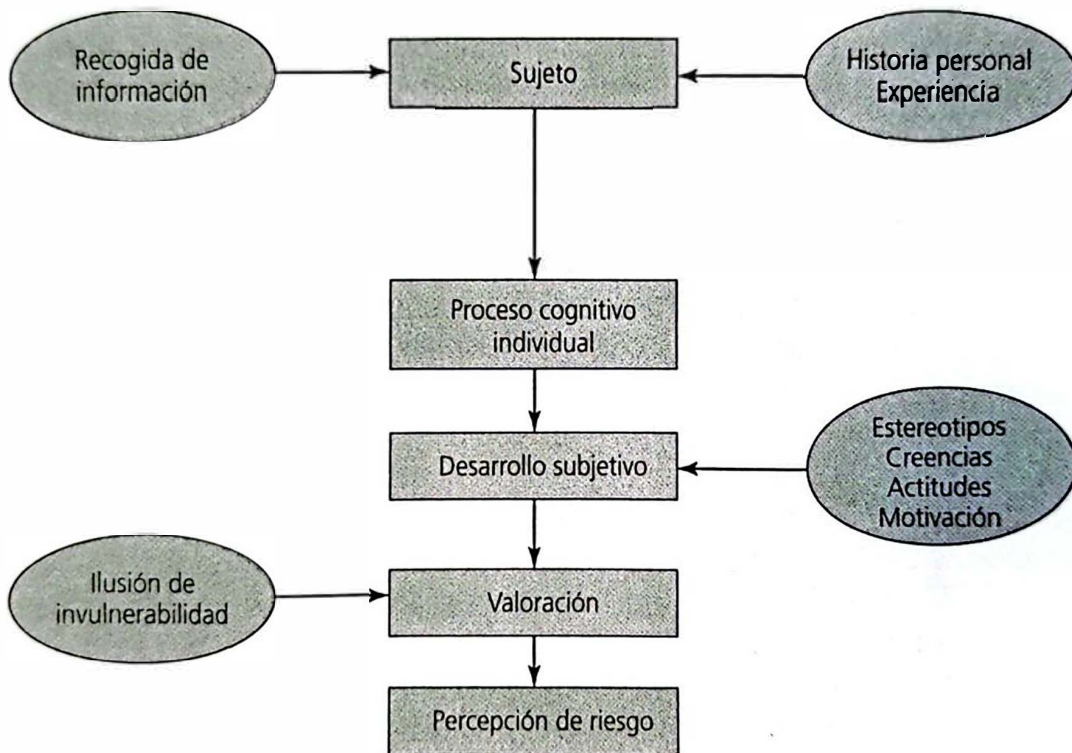 Recogida de
información
Sujeto
Historia personal
Experiencia
Proceso cognitivo
individual
Desarrollo subjetivo
Estereotipos
Creencias
Actitudes
Motivación
Ilusión de
invulnerabilidad
Valoración
Percepción de riesgo